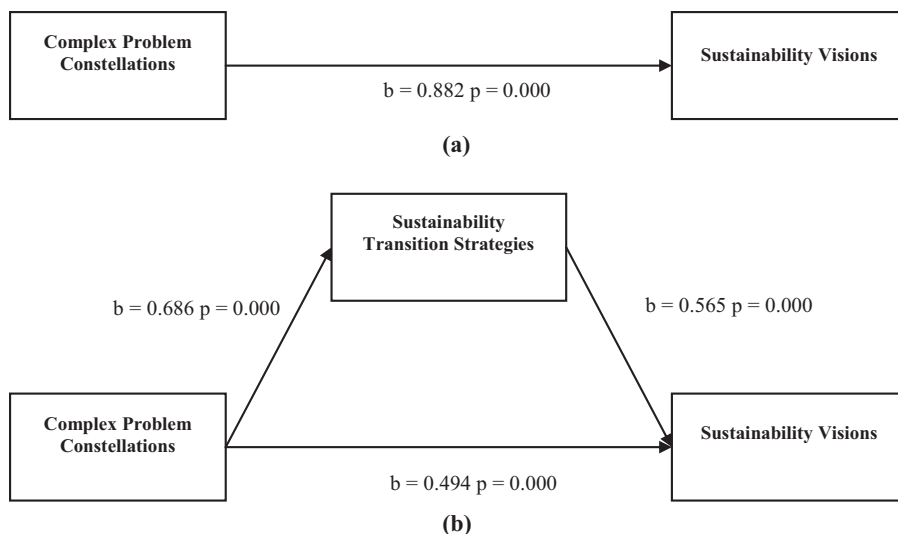 Complex Problem
Constellations
Sustainability Visions
b = 0.882 p = 0.000
(a)
Sustainability
Transition Strategies
b = 0.686 p = 0.000
b = 0.565 p = 0.000
Complex Problem
Constellations
Sustainability Visions
b = 0.494 p = 0.000
(b)